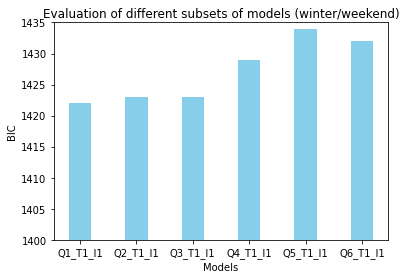 Evaluation of different subsets of models (winter/weekend)
1435
1430
1425
1420
1415
1410
1405
1400
BIC
Q1_T1_I1 Q2_T1_I1 Q3_T1_I1 Q4_T1_I1 Q5_T1_I1 Q6_T1_I1
Models